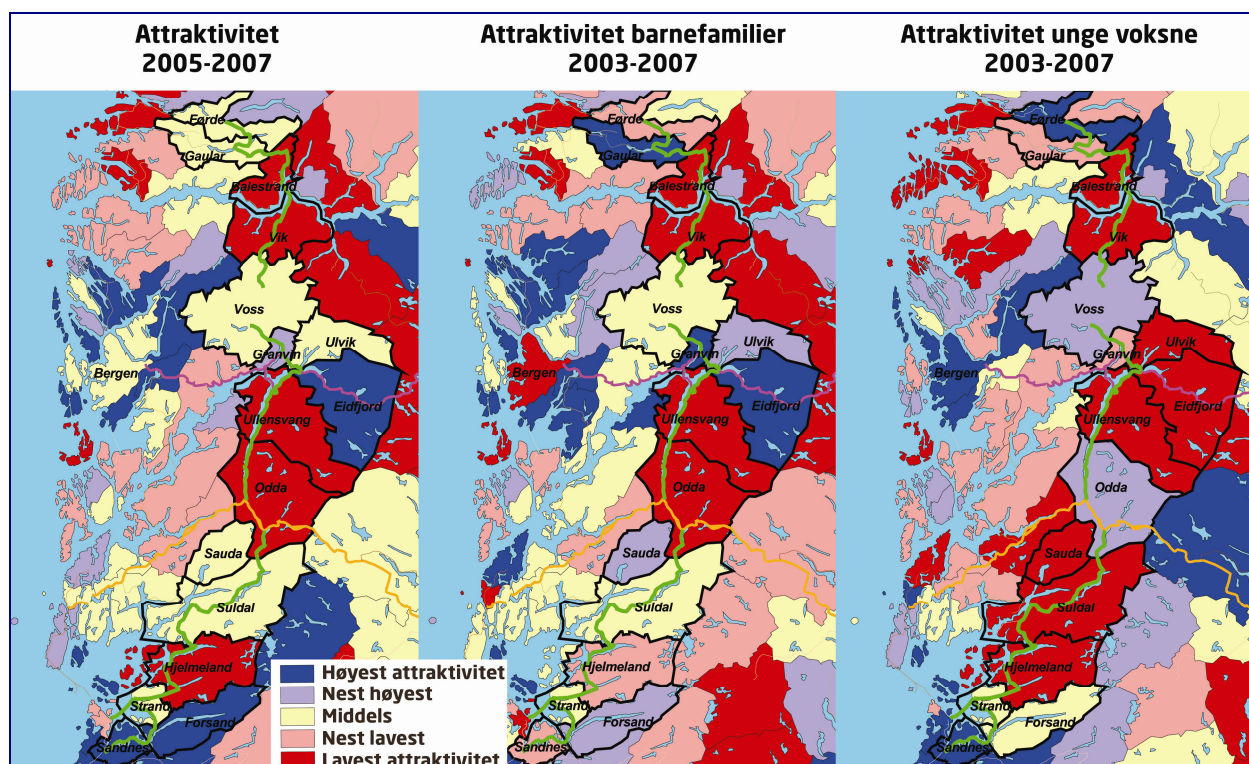 Attraktivitet
2005-2007
Attraktivitet barnefamilier
2003-2007
Attraktivitet unge voksne
2003-2007
Førde
Gaular
Balestrand
Vik
Voss
Ulvik
Granvin
Bergen
Eidfjord
Ullensvang
Odda
Sauda
Suldal
Hjelmeland
Strand
Forsand
Sandnes
Førde
Gaular
Balestrand
Vik
Voss
Ulvik
Granvin
Bergen
Eidfjord
Ullensvang
Odda
Sauda
Suldal
Hjelmeland
Strand
Forsand
Sandnes
Førde
Gaular
Balestrand
Vik
Voss
Ulvik
Granvin
Bergen
Eidfjord
Ullensvang
Odda
Sauda
Suldal
Hjelmeland
Strand
Forsand
Sandnes
Høyest attraktivitet
Nest høyest
Middels
Nest lavest
Lavest attraktivitet